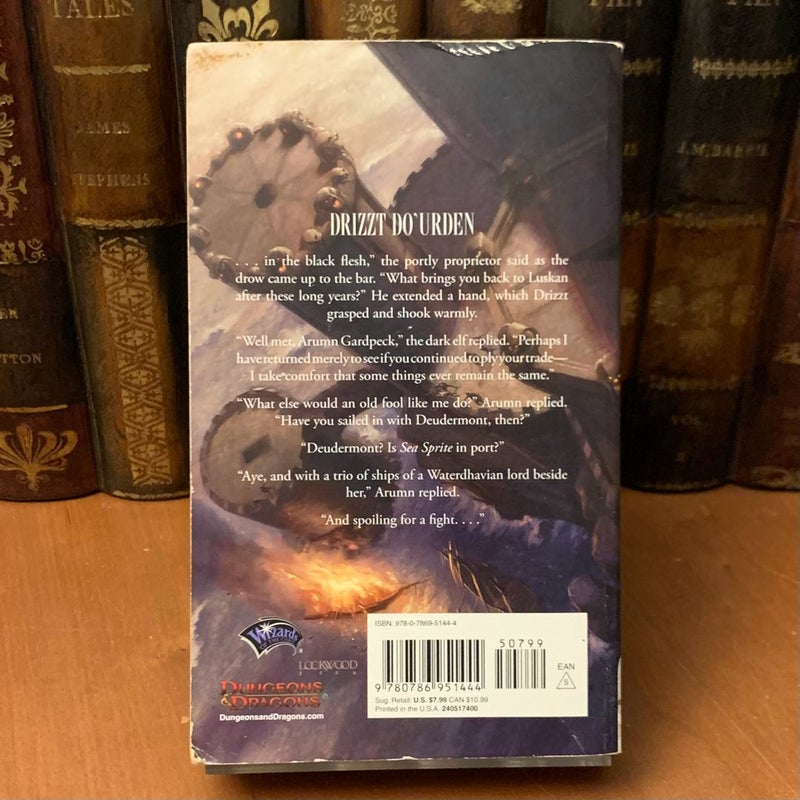 TALES
JAMES
STEPHENS
J.M. BARRIE
VOL
TTON
DRIZZT DO'URDEN
. . . in the black flesh,” the portly proprietor said as the
drow came up to the bar. “What brings you back to Luskan
after these long years?” He extended a hand, which Drizzt
grasped and shook warmly.
“Well met, Arumn Gardpeck,” the dark elf replied. “Perhaps I
have returned merely to see if you continued to ply your trade—
I take comfort that some things ever remain the same.”
“What else would an old fool like me do?” Arumn replied.
“Have you sailed in with Deudermont, then?”
“Deudermont? Is Sea Sprite in port?”
“Aye, and with a trio of ships of a Waterdhavian lord beside
her,” Arumn replied.
“And spoiling for a fight. . . .”
Wizards
OF THE COAST
LOCKWOOD
DUNGEONS
& DRAGONS
DungeonsandDragons.com
ISBN: 978-0-7869-5144-4
50799
9 780786 951444
EAN
S
Sug. Retail: U.S. $7.99 CAN $10.99
Printed in the U.S.A. 240517400